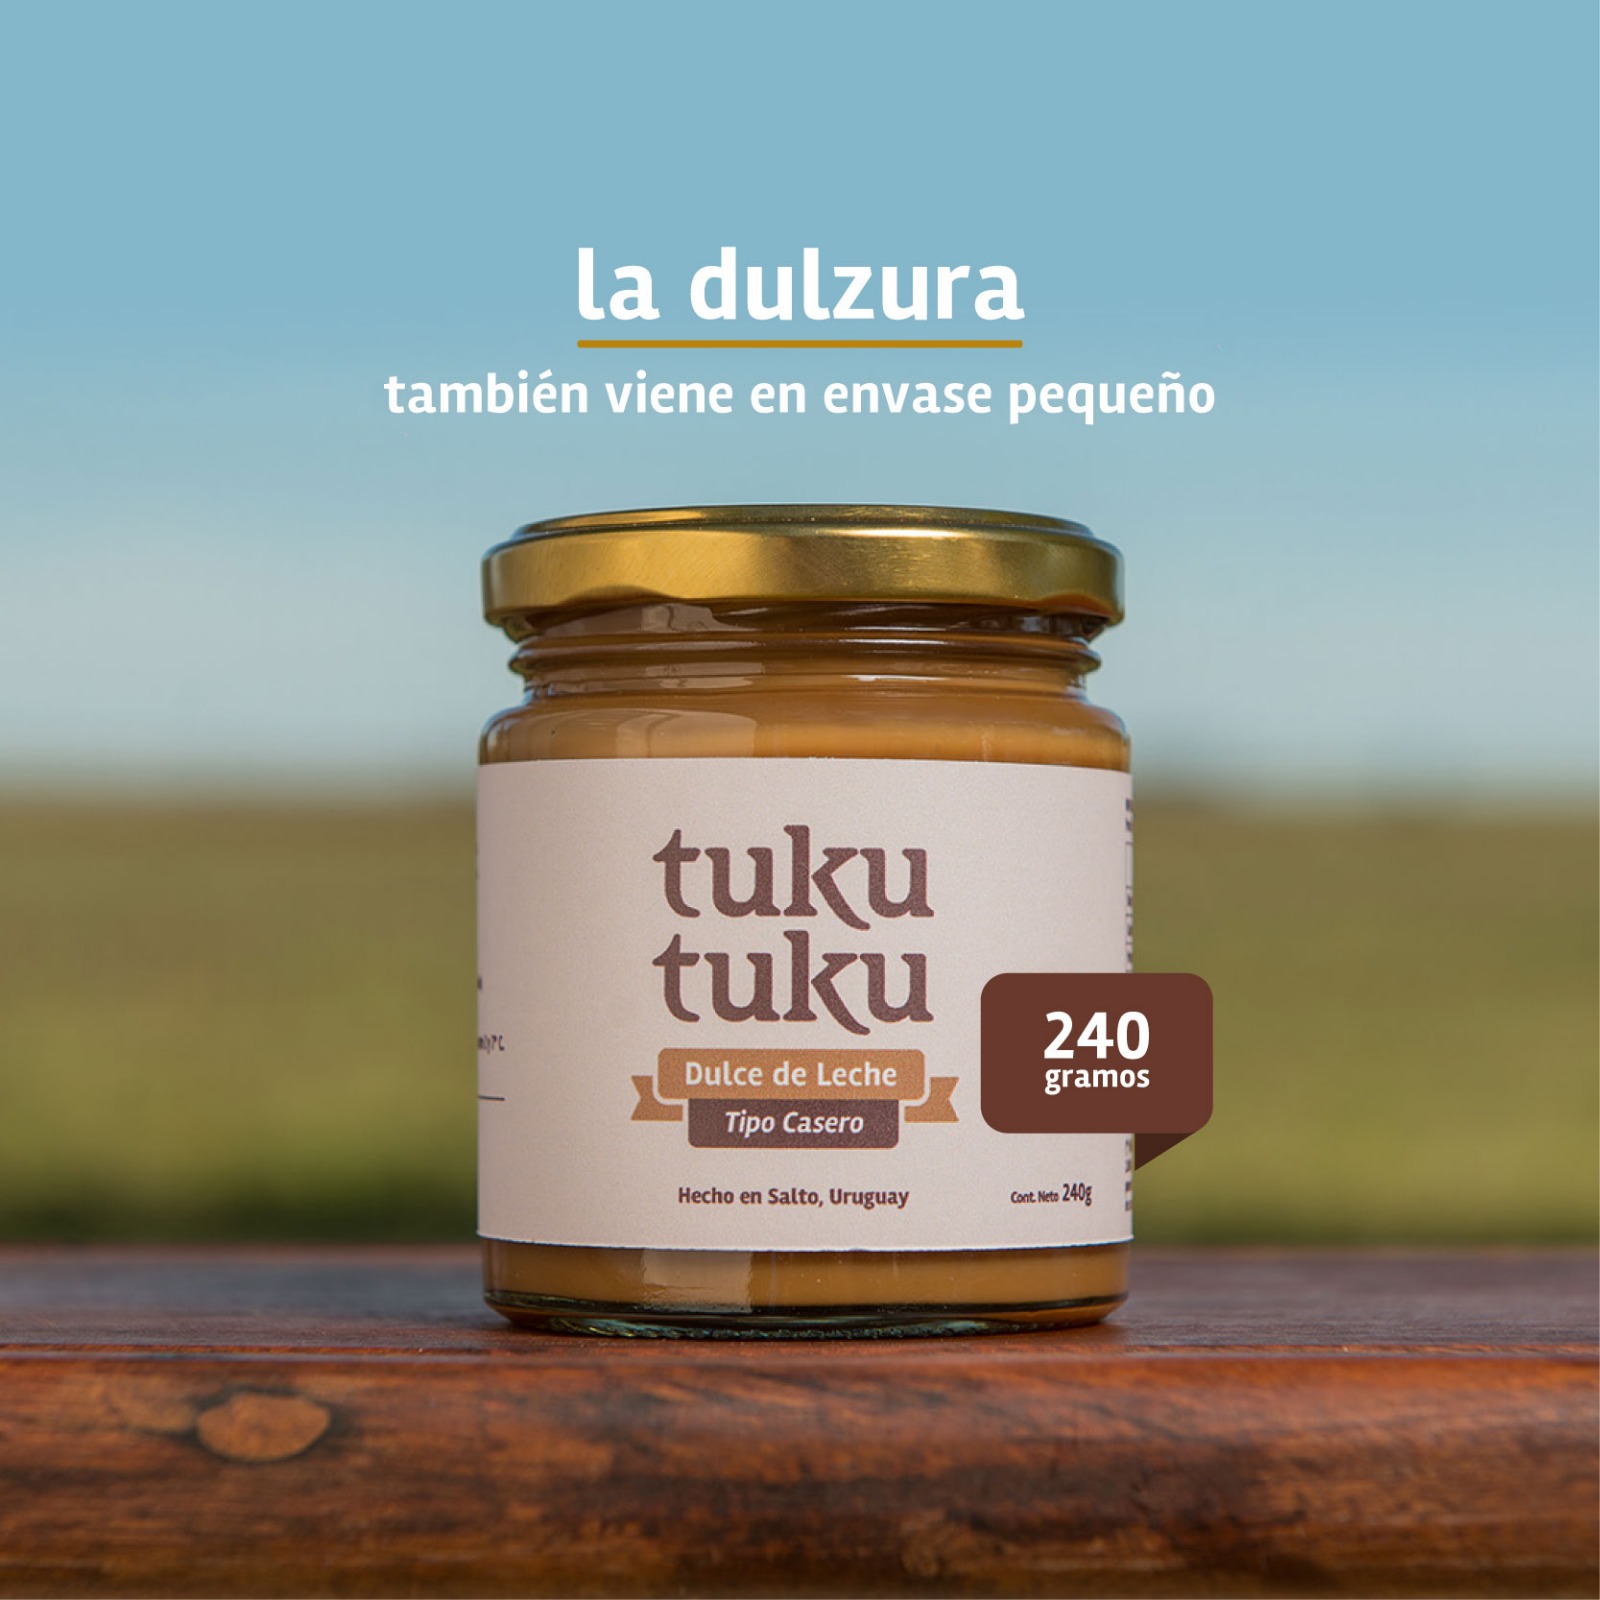 la dulzura
también viene en envase pequeño
tuku
tuku
Dulce de Leche
Tipo Casero
240
gramos
Hecho en Salto, Uruguay
Cont. Neto 240g